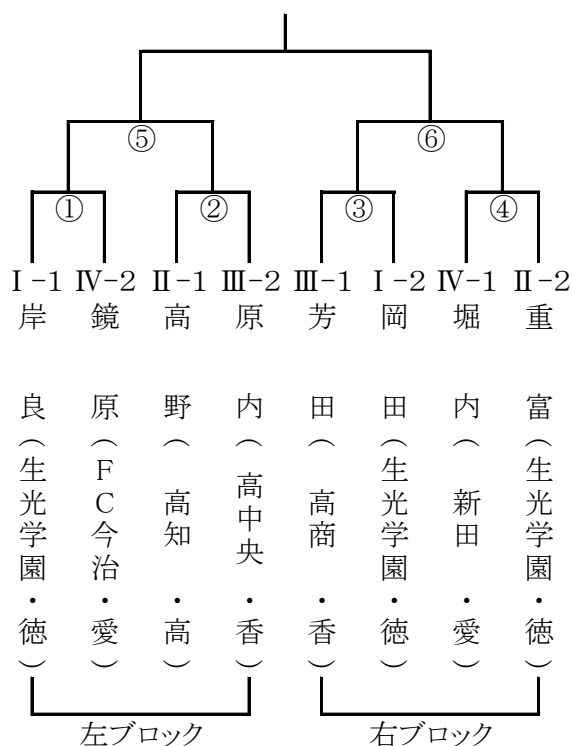 ⑤ ⑥
① ② ③ ④
Ⅰ-1 Ⅳ-2 Ⅱ-1 Ⅲ-2 Ⅲ-1 Ⅰ-2 Ⅳ-1 Ⅱ-2
岸良(生光学園・徳)
鏡原(FC今治・愛)
高野(高知・高)
原内(高中央・香)
芳田(高商・香)
岡田(生光学園・徳)
堀内(新田・愛)
重富(生光学園・徳)
左ブロック 右ブロック